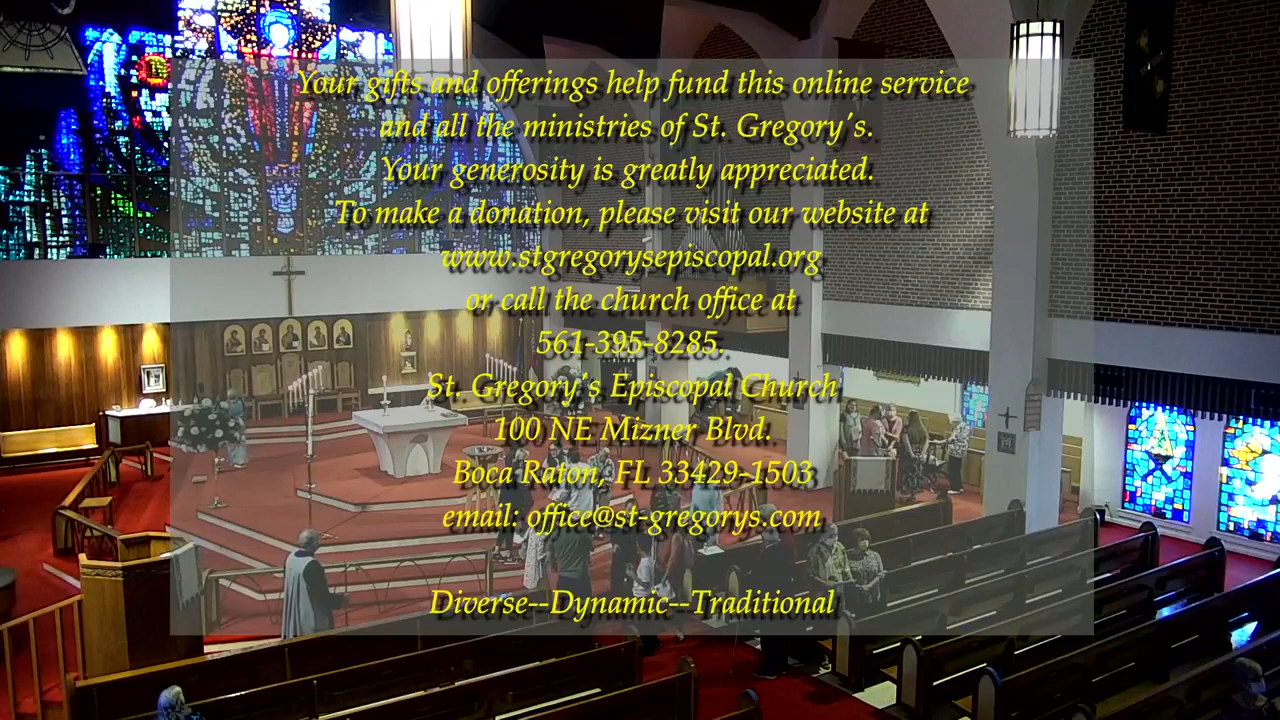 Your gifts and offerings help fund this online service
and all the ministries of St. Gregory's.
Your generosity is greatly appreciated.
To make a donation, please visit our website at
www.stgregorysepiscopal.org
or call the church office at
561-395-8285.
St. Gregory's Episcopal Church
100 NE Mizner Blvd.
Boca Raton, FL 33429-1503
email: office@st-gregorys.com
Diverse--Dynamic--Traditional